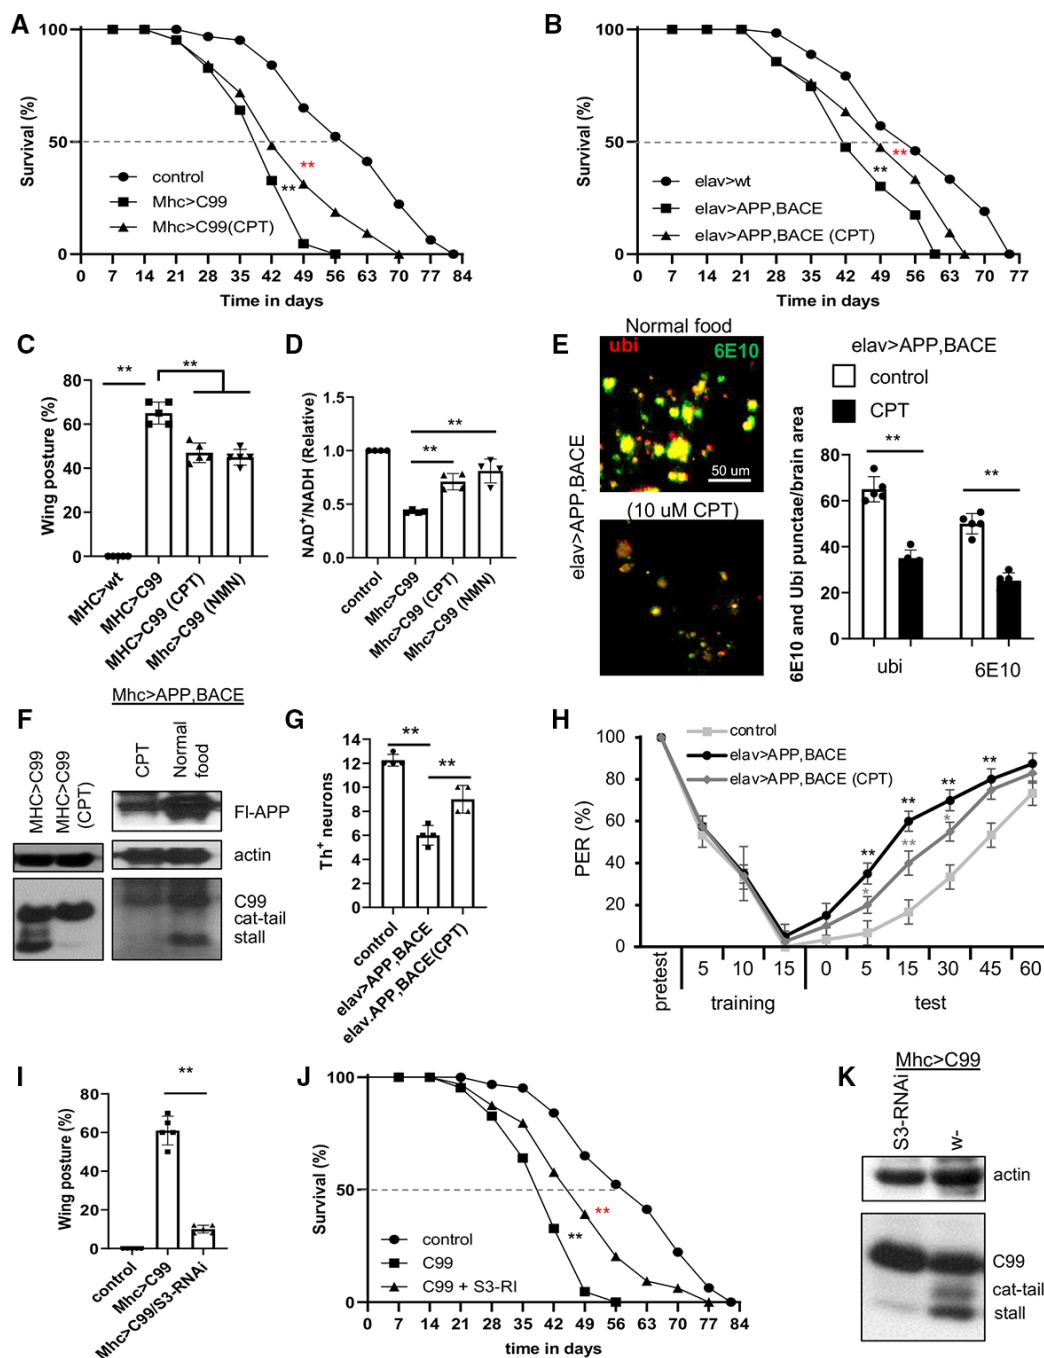 A
100
50
0
Survival (%)
control
Mhc>C99
Mhc>C99(CPT)
**
**
0 7 14 21 28 35 42 49 56 63 70 77 84
Time in days
B
100
50
0
Survival (%)
elav>wt
elav>APP,BACE
elav>APP,BACE (CPT)
**
**
0 7 14 21 28 35 42 49 56 63 70 77
Time in days
C
Wing posture (%)
80
60
40
20
0
**
**
MHC>wt
MHC>C99
MHC>C99 (CPT)
Mhc>C99 (NMN)
D
NAD+/NADH (Relative)
1.5
1.0
0.5
0.0
**
**
control
Mhc>C99
Mhc>C99 (CPT)
Mhc>C99 (NMN)
E
elav>APP,BACE
Normal food
ubi
6E10
50 um
(10 uM CPT)
elav>APP,BACE
control
CPT
6E10 and Ubi punctae/brain area
80
60
40
20
0
**
**
ubi
6E10
F
Mhc>APP,BACE
MHC>C99
MHC>C99
(CPT)
CPT
Normal
food
Fl-APP
actin
C99
cat-tail
stall
G
Th+ neurons
14
12
10
8
6
4
2
0
**
**
control
elav>APP,BACE
elav.APP,BACE(CPT)
H
control
elav>APP,BACE
elav>APP,BACE (CPT)
PER (%)
100
80
60
40
20
0
**
**
**
**
*
**
*
pretest
5 10 15 0 5 15 30 45 60
training
test
I
Wing posture (%)
80
60
40
20
0
**
control
Mhc>C99
Mhc>C99/S3-RNAi
J
100
50
0
Survival (%)
control
C99
C99 + S3-RI
**
**
0 7 14 21 28 35 42 49 56 63 70 77 84
time in days
K
Mhc>C99
S3-RNAi
w-
actin
C99
cat-tail
stall